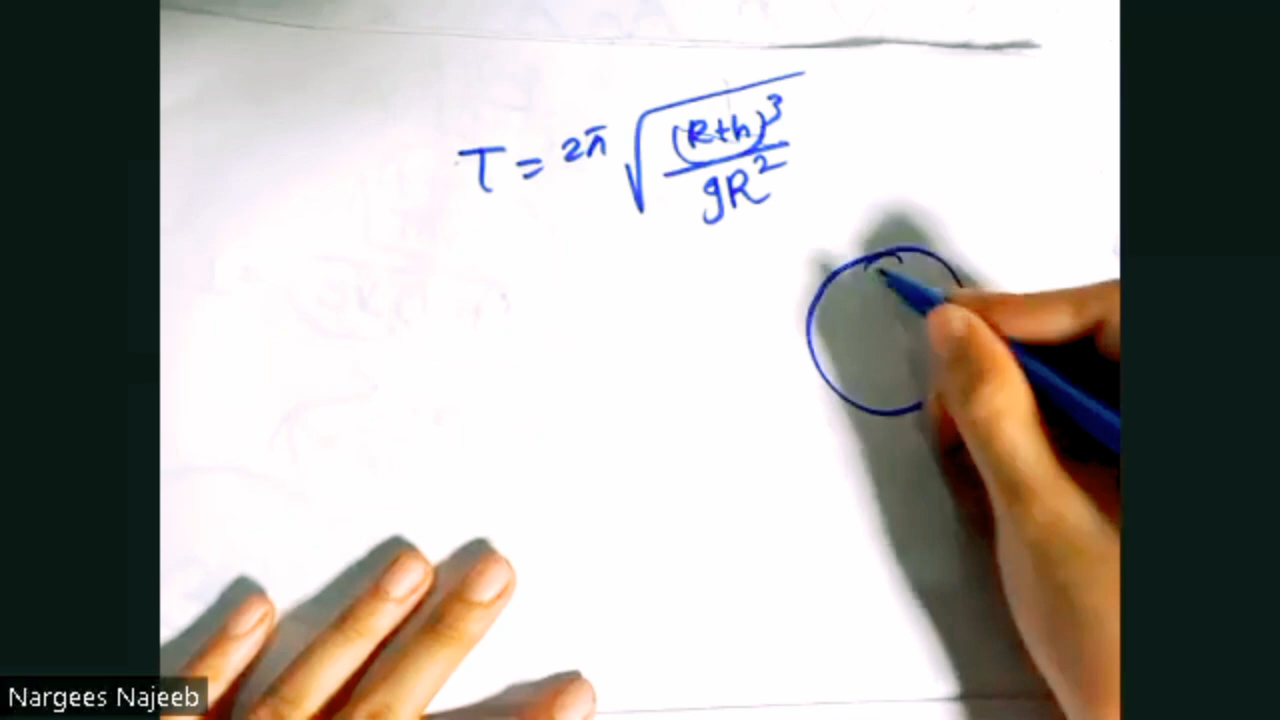 T = 2π √((R+h)³ / gR²)
Nargees Najeeb